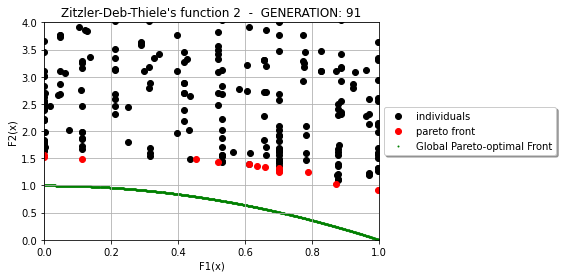 Zitzler-Deb-Thiele's function 2 - GENERATION: 91
4.0
3.5
3.0
2.5
2.0
1.5
1.0
0.5
0.0
F2(x)
0.0 0.2 0.4 0.6 0.8 1.0
F1(x)
individuals
pareto front
Global Pareto-optimal Front